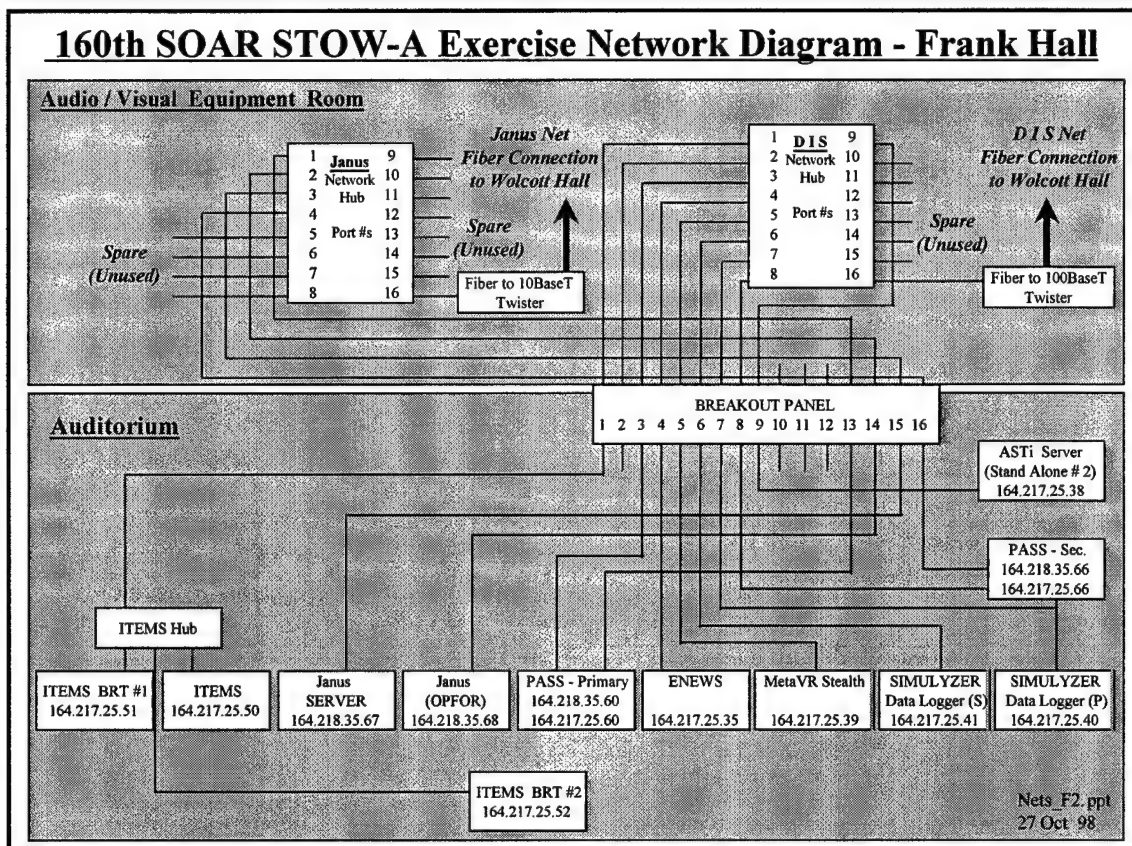 160th SOAR STOW-A Exercise Network Diagram - Frank Hall
Audio / Visual Equipment Room
Janus Net
Fiber Connection
to Wolcott Hall
1 Janus 9
2 Network 10
3 Hub 11
4 12
5 Port #s 13
6 14
7 15
8 16
Spare
(Unused)
Spare
(Unused)
Fiber to 10BaseT
Twister
1 DIS 9
2 Network 10
3 Hub 11
4 12
5 Port #s 13
6 14
7 15
8 16
D I S Net
Fiber Connection
to Wolcott Hall
Spare
(Unused)
Fiber to 100BaseT
Twister
BREAKOUT PANEL
1 2 3 4 5 6 7 8 9 10 11 12 13 14 15 16
Auditorium
ASTi Server
(Stand Alone # 2)
164.217.25.38
PASS - Sec.
164.218.35.66
164.217.25.66
ITEMS Hub
ITEMS BRT #1
164.217.25.51
ITEMS
164.217.25.50
Janus
SERVER
164.218.35.67
Janus
(OPFOR)
164.218.35.68
PASS - Primary
164.218.35.60
164.217.25.60
ENEWS
164.217.25.35
MetaVR Stealth
164.217.25.39
SIMULYZER
Data Logger (S)
164.217.25.41
SIMULYZER
Data Logger (P)
164.217.25.40
ITEMS BRT #2
164.217.25.52
Nets_F2.ppt
27 Oct 98